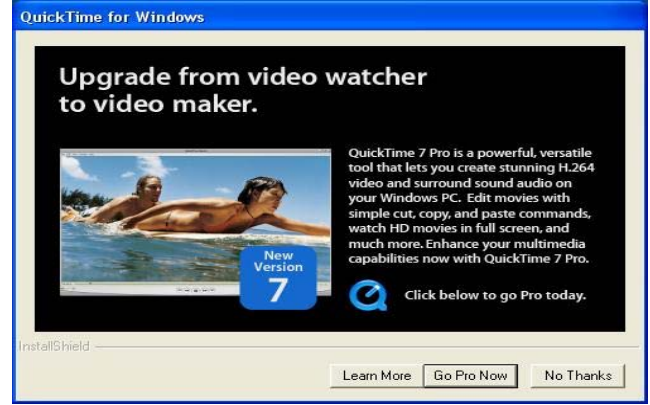 QuickTime for Windows
Upgrade from video watcher
to video maker.
QuickTime 7 Pro is a powerful, versatile
tool that lets you create stunning H.264
video and surround sound audio on
your Windows PC. Edit movies with
simple cut, copy, and paste commands,
watch HD movies in full screen, and
much more. Enhance your multimedia
capabilities now with QuickTime 7 Pro.
New
Version
7
Click below to go Pro today.
InstallShield
Learn More Go Pro Now No Thanks